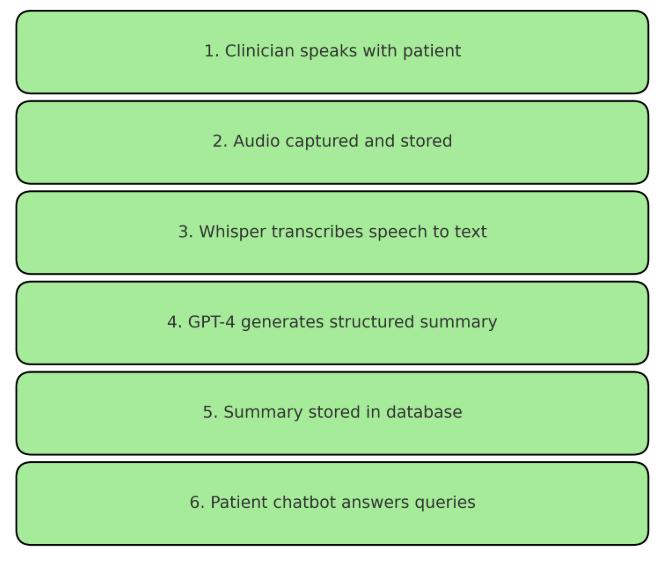 1. Clinician speaks with patient
2. Audio captured and stored
3. Whisper transcribes speech to text
4. GPT-4 generates structured summary
5. Summary stored in database
6. Patient chatbot answers queries